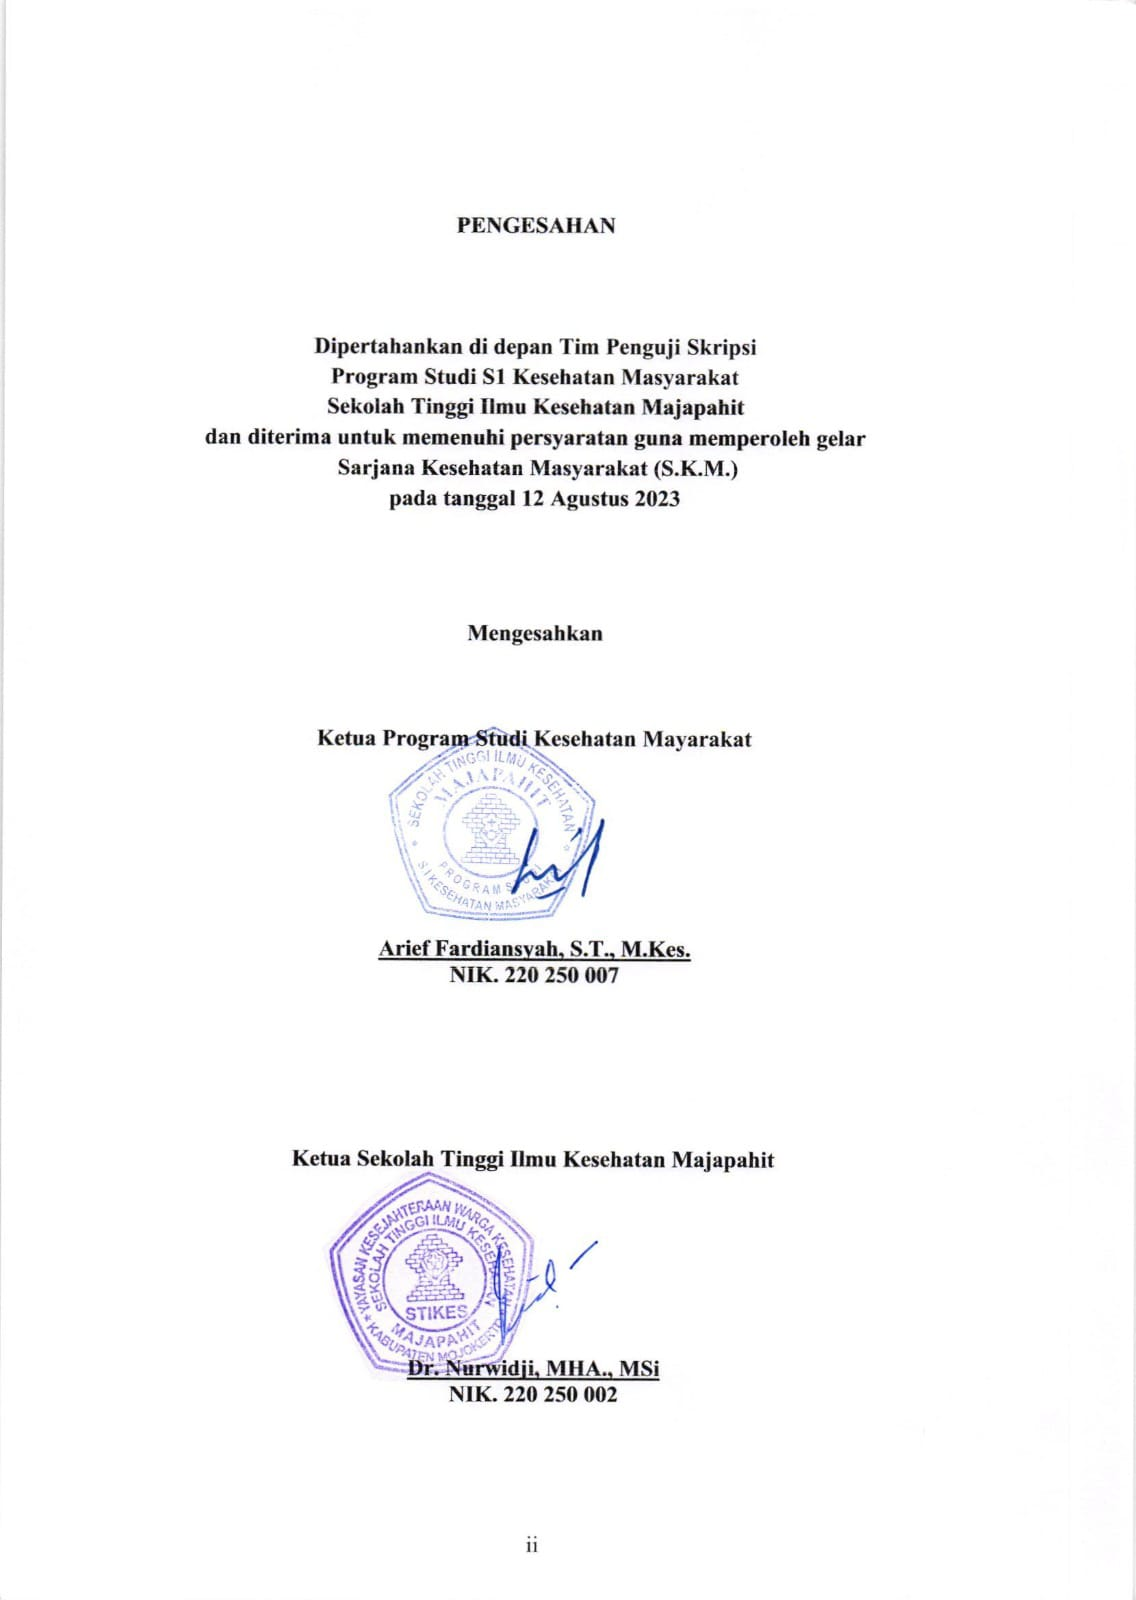 PENGESAHAN
Dipertahankan di depan Tim Penguji Skripsi
Program Studi S1 Kesehatan Masyarakat
Sekolah Tinggi Ilmu Kesehatan Majapahit
dan diterima untuk memenuhi persyaratan guna memperoleh gelar
Sarjana Kesehatan Masyarakat (S.K.M.)
pada tanggal 12 Agustus 2023
Mengesahkan
Ketua Program Studi Kesehatan Mayarakat
SEKOLAH TINGGI ILMU KESEHATAN
MAJAPAHIT
PROGRAM STUDI
S1 KESEHATAN MASYARAKAT
Arief Fardiansyah, S.T., M.Kes.
NIK. 220 250 007
Ketua Sekolah Tinggi Ilmu Kesehatan Majapahit
YAYASAN KESEJAHTERAAN WARGA KESEHATAN
SEKOLAH TINGGI ILMU KESEHATAN
STIKES
MAJAPAHIT
KABUPATEN MOJOKERTO
Dr. Nurwidji, MHA., MSi
NIK. 220 250 002
ii